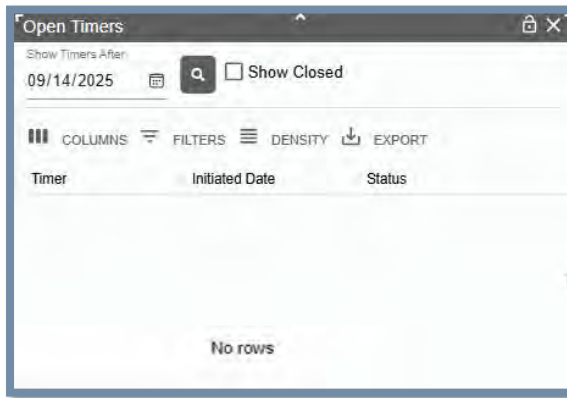 Open Timers
Show Timers After
09/14/2025
Show Closed
COLUMNS FILTERS DENSITY EXPORT
Timer Initiated Date Status
No rows